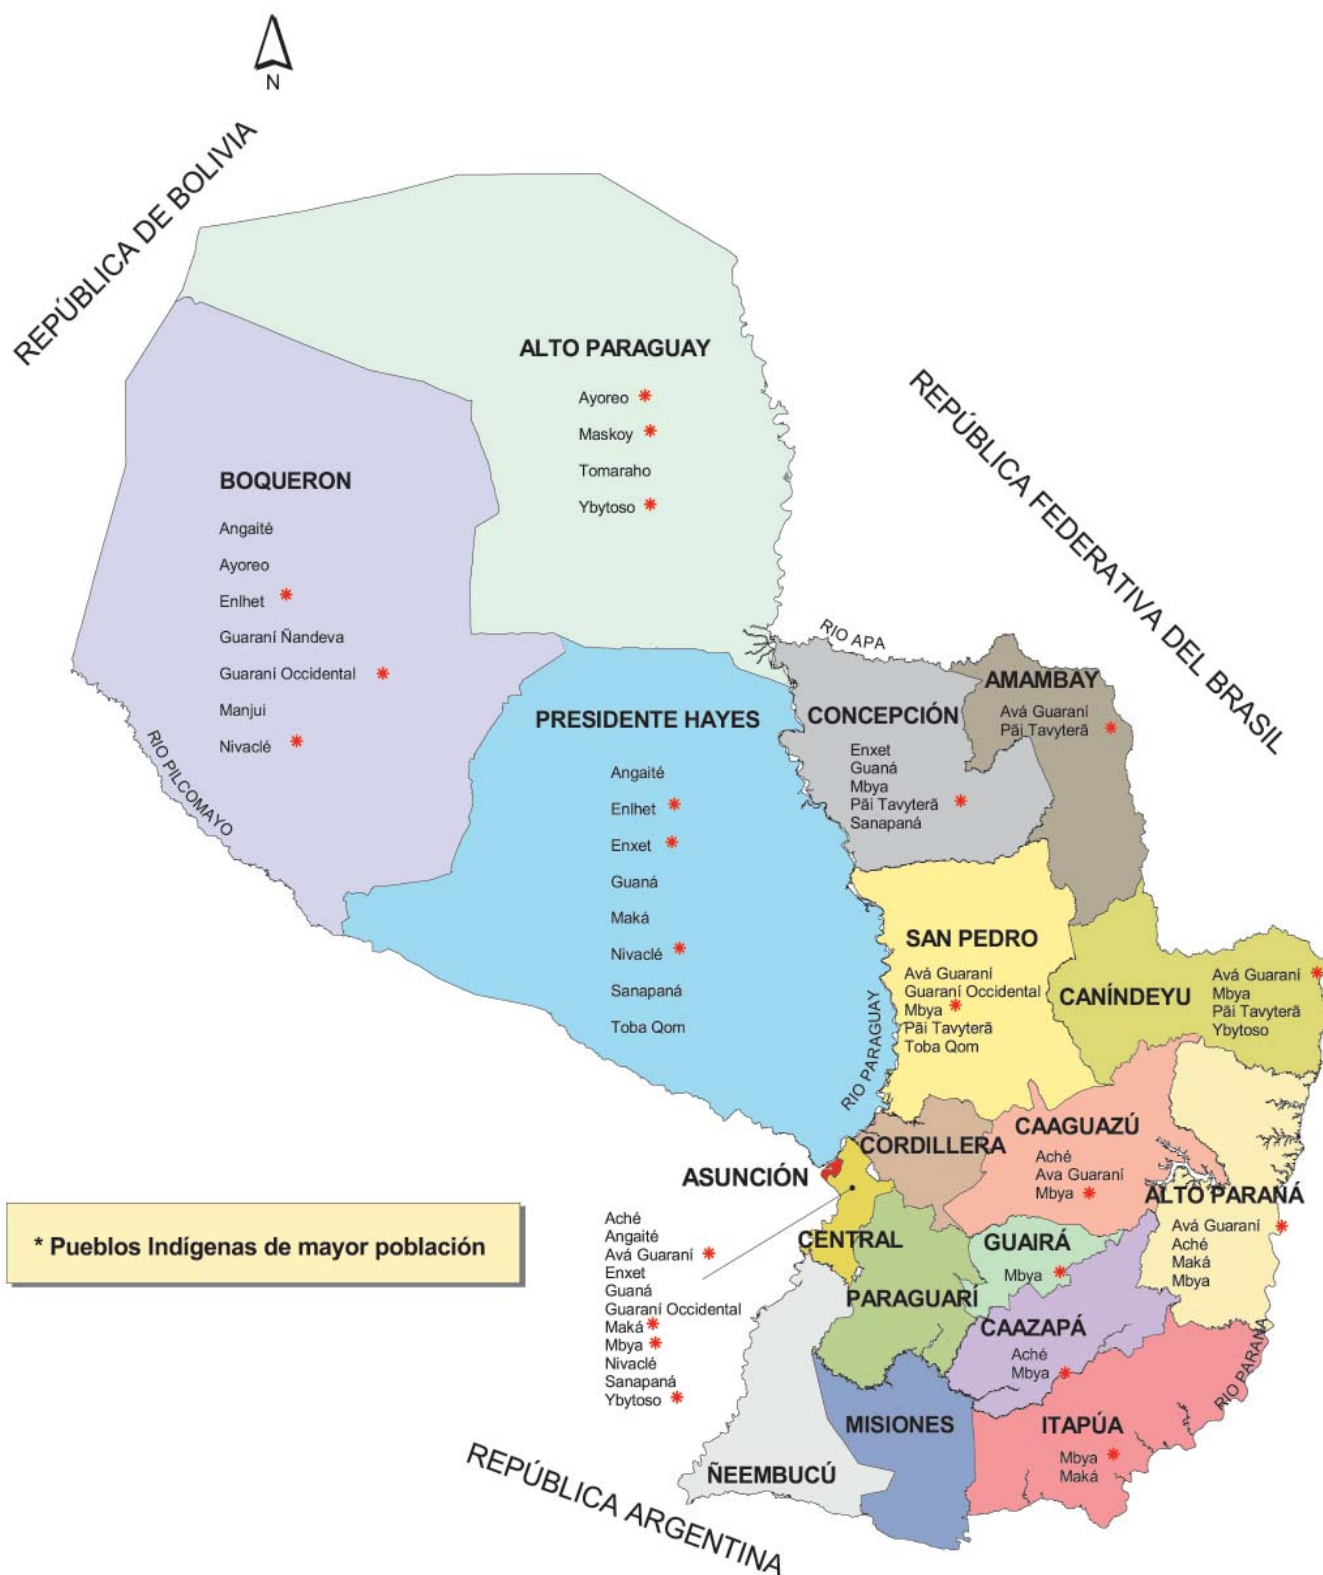 N
REPÚBLICA DE BOLIVIA
ALTO PARAGUAY
Ayoreo *
Maskoy *
Tomaraho
Ybytoso *
REPÚBLICA FEDERATIVA DEL BRASIL
BOQUERON
Angaité
Ayoreo
Enlhet *
Guaraní Ñandeva
Guaraní Occidental *
Manjui
Nivaclé *
RIO PILCOMAYO
RIO APA
AMAMBAY
Avá Guaraní
Pãi Tavyterã *
CONCEPCIÓN
Enxet
Guaná
Mbya
Pãi Tavyterã *
Sanapaná
PRESIDENTE HAYES
Angaité
Enlhet *
Enxet *
Guaná
Maká
Nivaclé *
Sanapaná
Toba Qom
RIO PARAGUAY
SAN PEDRO
Avá Guaraní
Guaraní Occidental
Mbya *
Pãi Tavyterã
Toba Qom
CANÍNDEYU
Avá Guaraní *
Mbya
Pãi Tavyterã
Ybytoso
CORDILLERA
CAAGUAZÚ
Aché
Ava Guaraní
Mbya *
ALTO PARANÁ
Avá Guaraní *
Aché
Maká
Mbya
ASUNCIÓN
Aché
Angaité
Avá Guaraní *
Enxet
Guaná
Guaraní Occidental
Maká *
Mbya *
Nivaclé
Sanapaná
Ybytoso *
CENTRAL
GUAIRÁ
Mbya *
PARAGUARÍ
CAAZAPÁ
Aché
Mbya *
RIO PARANA
MISIONES
ITAPÚA
Mbya *
Maká
ÑEEMBUCÚ
REPÚBLICA ARGENTINA
* Pueblos Indígenas de mayor población